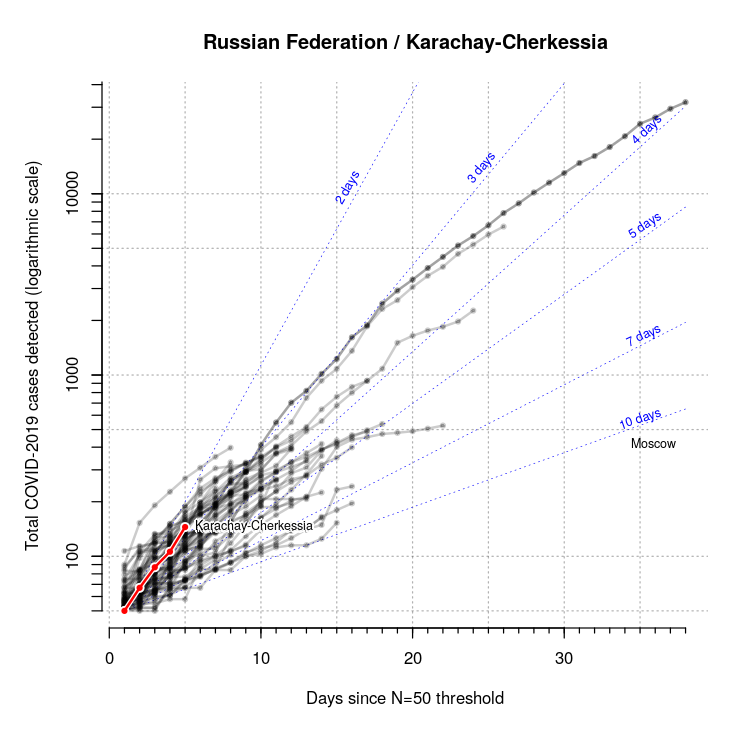 Russian Federation / Karachay-Cherkessia
Total COVID-2019 cases detected (logarithmic scale)
10000
1000
100
2 days
3 days
4 days
5 days
7 days
10 days
Moscow
Karachay-Cherkessia
0 10 20 30
Days since N=50 threshold